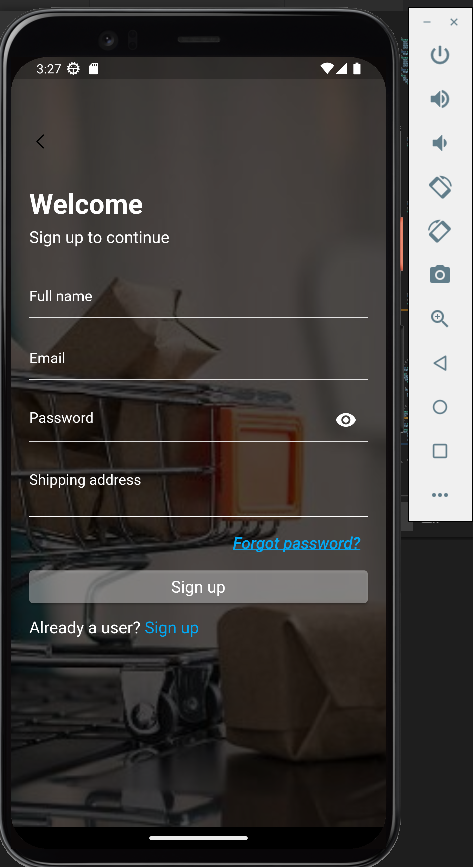 3:27
Welcome
Sign up to continue
Full name
Email
Password
Shipping address
Forgot password?
Sign up
Already a user? Sign up